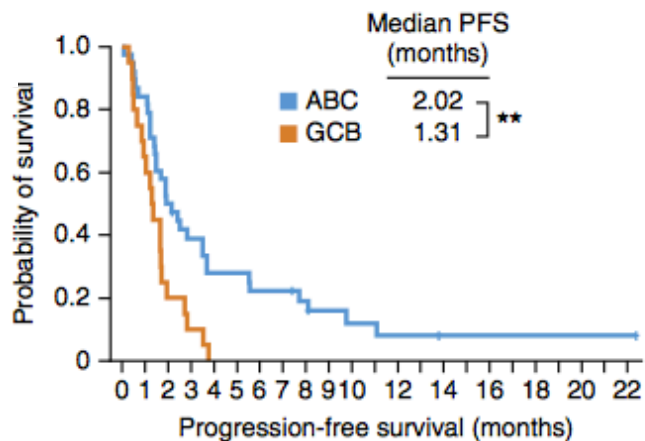 Median PFS
(months)
ABC 2.02
GCB 1.31
**
Probability of survival
1.0
0.8
0.6
0.4
0.2
0
0 1 2 3 4 5 6 7 8 9 10 12 14 16 18 20 22
Progression-free survival (months)